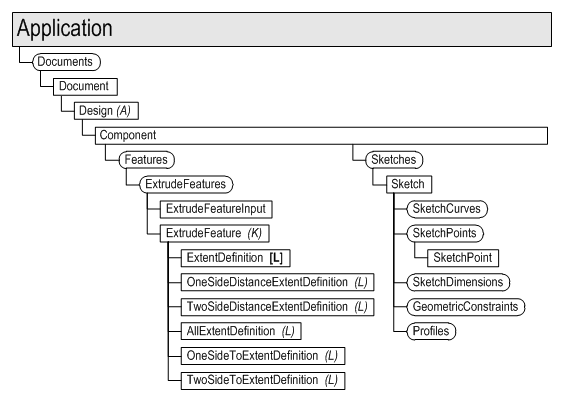 Application
Documents
Document
Design (A)
Component
Features
ExtrudeFeatures
ExtrudeFeatureInput
ExtrudeFeature (K)
ExtentDefinition [L]
OneSideDistanceExtentDefinition (L)
TwoSideDistanceExtentDefinition (L)
AllExtentDefinition (L)
OneSideToExtentDefinition (L)
TwoSideToExtentDefinition (L)
Sketches
Sketch
SketchCurves
SketchPoints
SketchPoint
SketchDimensions
GeometricConstraints
Profiles